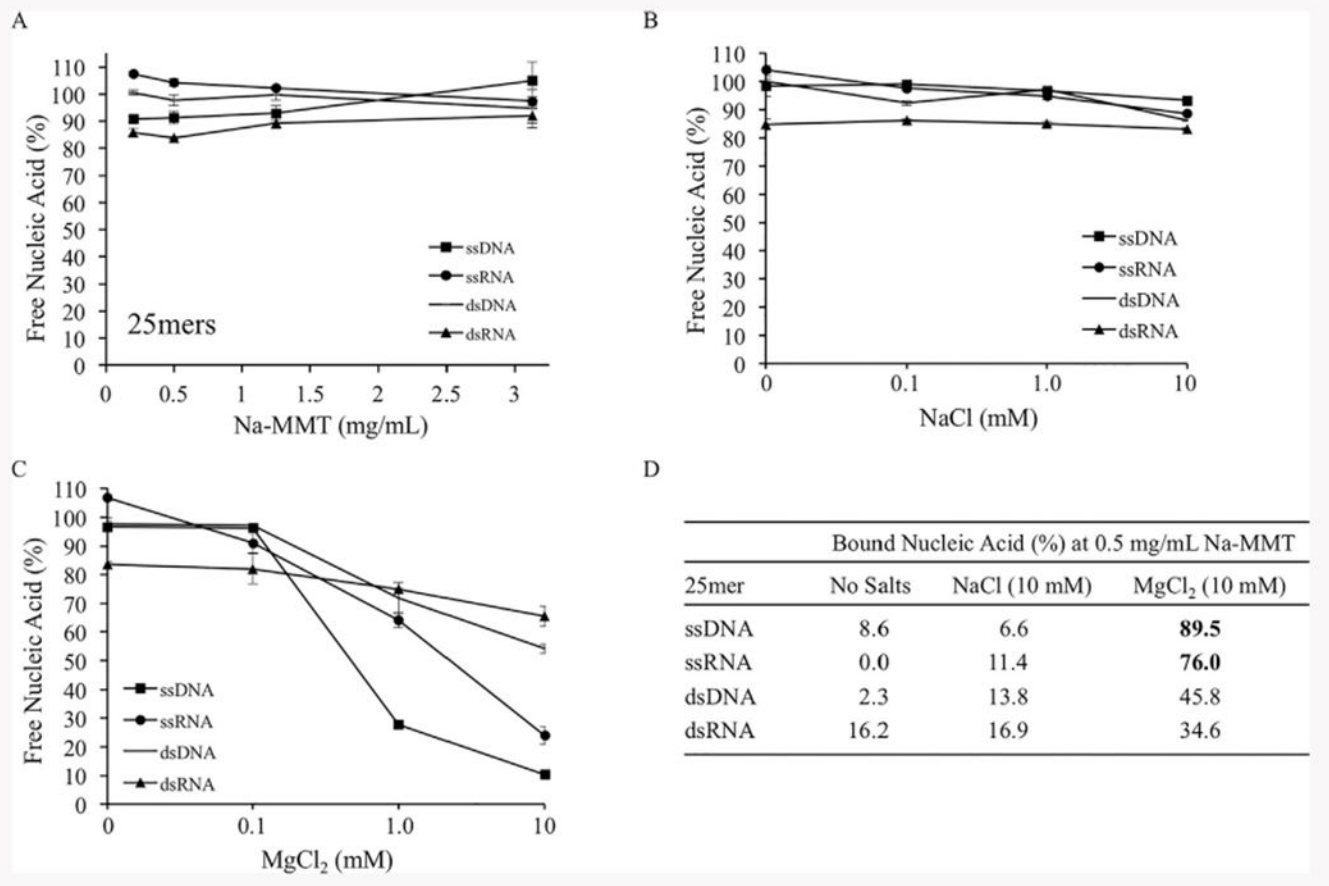 A
Free Nucleic Acid (%)
110
100
90
80
70
60
50
40
30
20
10
0
25mers
ssDNA
ssRNA
dsDNA
dsRNA
0 0.5 1 1.5 2 2.5 3
Na-MMT (mg/mL)
B
Free Nucleic Acid (%)
110
100
90
80
70
60
50
40
30
20
10
0
ssDNA
ssRNA
dsDNA
dsRNA
0 0.1 1.0 10
NaCl (mM)
C
Free Nucleic Acid (%)
110
100
90
80
70
60
50
40
30
20
10
0
ssDNA
ssRNA
dsDNA
dsRNA
0 0.1 1.0 10
MgCl₂ (mM)
D
Bound Nucleic Acid (%) at 0.5 mg/mL Na-MMT
25mer No Salts NaCl (10 mM) MgCl₂ (10 mM)
ssDNA 8.6 6.6 89.5
ssRNA 0.0 11.4 76.0
dsDNA 2.3 13.8 45.8
dsRNA 16.2 16.9 34.6